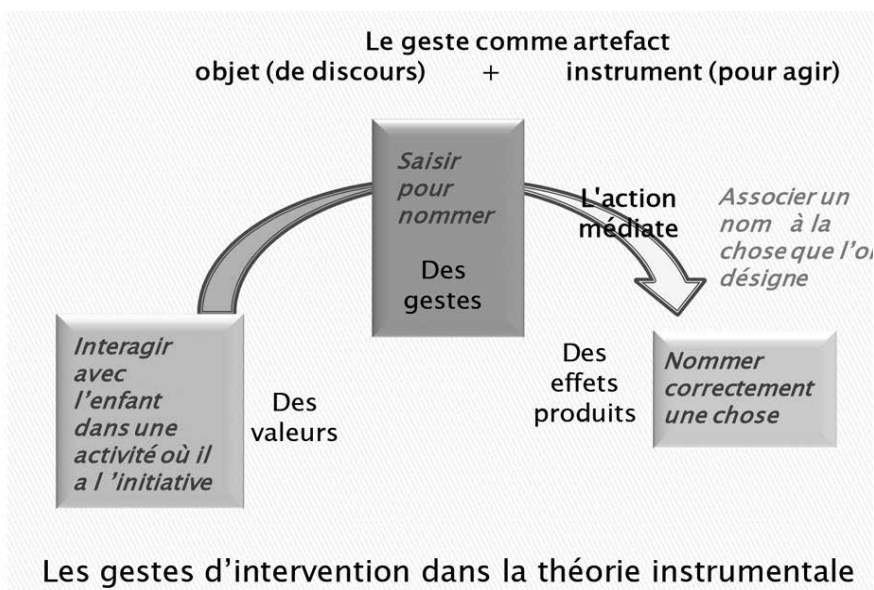 Le geste comme artefact
objet (de discours) + instrument (pour agir)
Saisir
pour
nommer
Des
gestes
L'action
médiate
Associer un
nom à la
chose que l'o
désigne
Interagir
avec
l'enfant
dans une
activité où il
a l 'initiative
Des
valeurs
Des
effets
produits
Nommer
correctement
une chose
Les gestes d'intervention dans la théorie instrumentale